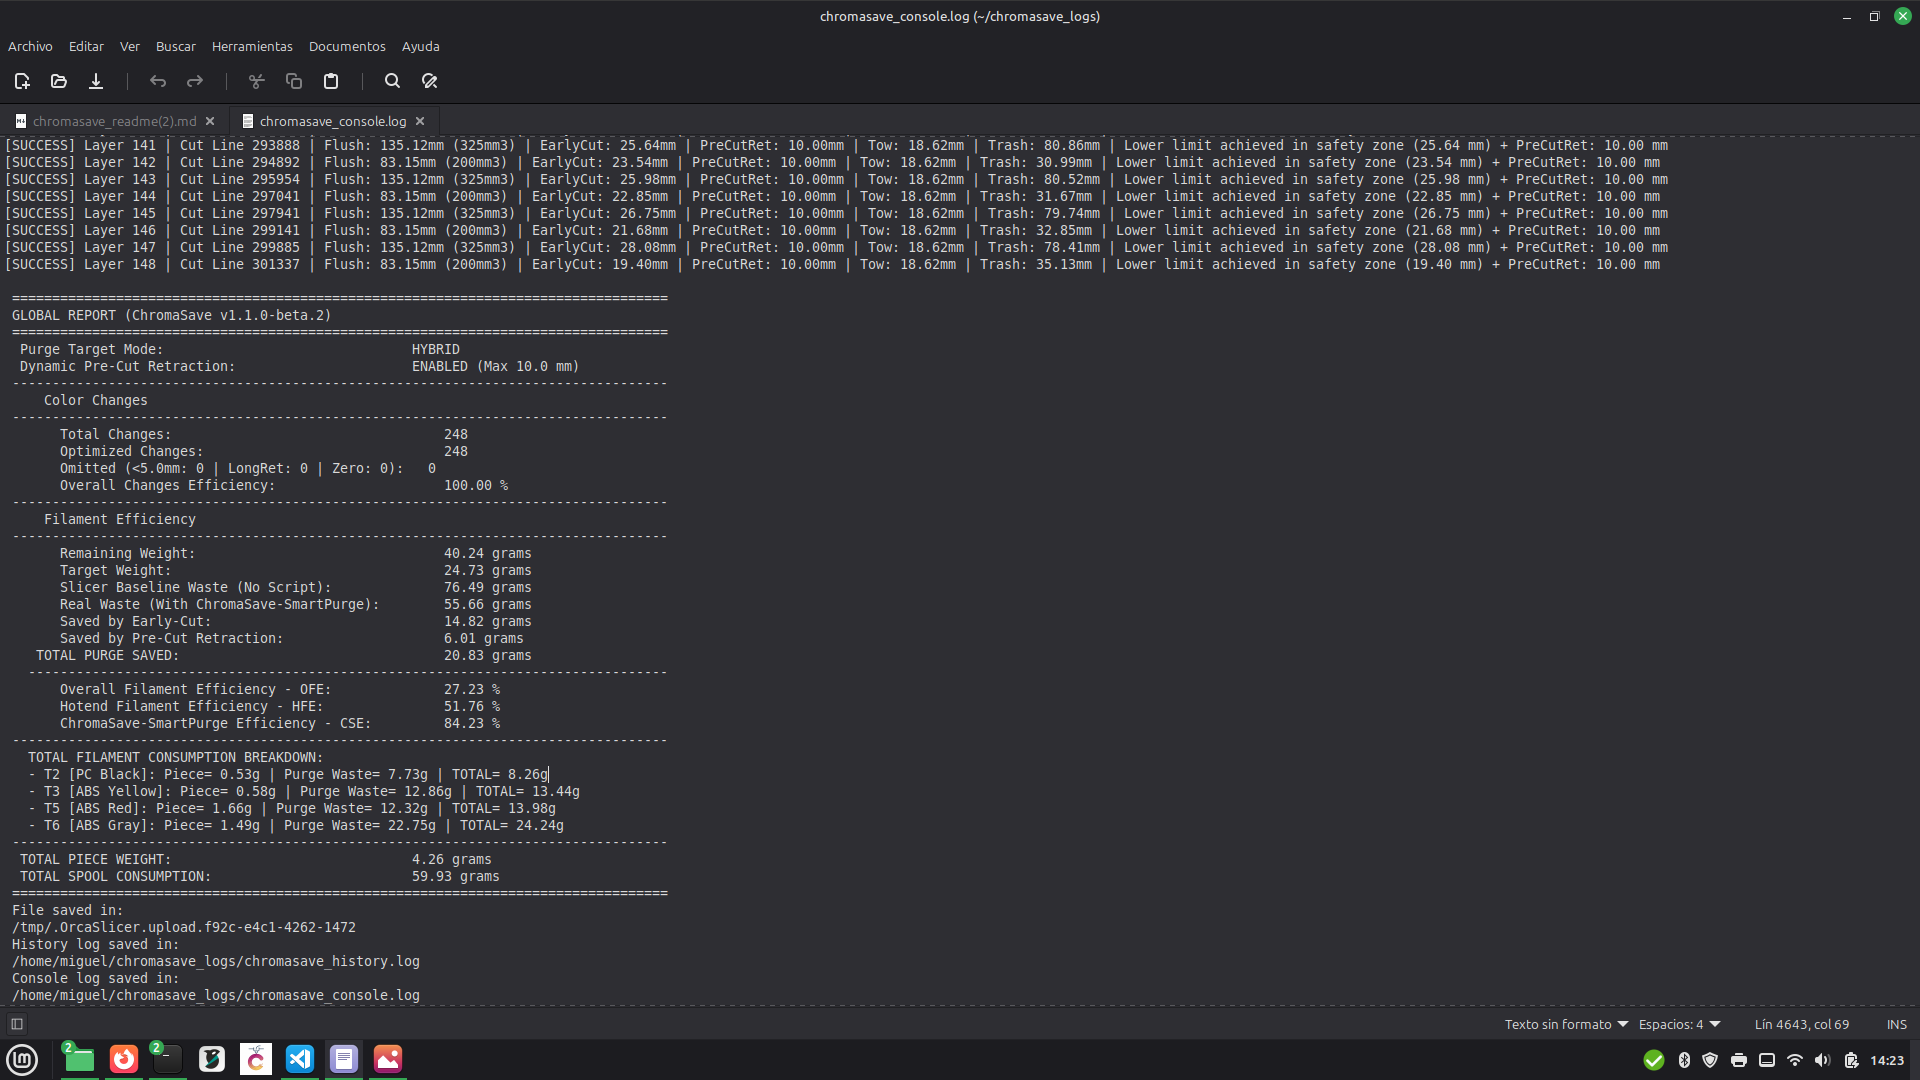 chromasave_console.log (~/chromasave_logs)
Archivo Editar Ver Buscar Herramientas Documentos Ayuda
chromasave_readme(2).md chromasave_console.log
[SUCCESS] Layer 141 | Cut Line 293888 | Flush: 135.12mm (325mm3) | EarlyCut: 25.64mm | PreCutRet: 10.00mm | Tow: 18.62mm | Trash: 80.86mm | Lower limit achieved in safety zone (25.64 mm) + PreCutRet: 10.00 mm
[SUCCESS] Layer 142 | Cut Line 294892 | Flush: 83.15mm (200mm3) | EarlyCut: 23.54mm | PreCutRet: 10.00mm | Tow: 18.62mm | Trash: 30.99mm | Lower limit achieved in safety zone (23.54 mm) + PreCutRet: 10.00 mm
[SUCCESS] Layer 143 | Cut Line 295954 | Flush: 135.12mm (325mm3) | EarlyCut: 25.98mm | PreCutRet: 10.00mm | Tow: 18.62mm | Trash: 80.52mm | Lower limit achieved in safety zone (25.98 mm) + PreCutRet: 10.00 mm
[SUCCESS] Layer 144 | Cut Line 297041 | Flush: 83.15mm (200mm3) | EarlyCut: 22.85mm | PreCutRet: 10.00mm | Tow: 18.62mm | Trash: 31.67mm | Lower limit achieved in safety zone (22.85 mm) + PreCutRet: 10.00 mm
[SUCCESS] Layer 145 | Cut Line 297941 | Flush: 135.12mm (325mm3) | EarlyCut: 26.75mm | PreCutRet: 10.00mm | Tow: 18.62mm | Trash: 79.74mm | Lower limit achieved in safety zone (26.75 mm) + PreCutRet: 10.00 mm
[SUCCESS] Layer 146 | Cut Line 299141 | Flush: 83.15mm (200mm3) | EarlyCut: 21.68mm | PreCutRet: 10.00mm | Tow: 18.62mm | Trash: 32.85mm | Lower limit achieved in safety zone (21.68 mm) + PreCutRet: 10.00 mm
[SUCCESS] Layer 147 | Cut Line 299885 | Flush: 135.12mm (325mm3) | EarlyCut: 28.08mm | PreCutRet: 10.00mm | Tow: 18.62mm | Trash: 78.41mm | Lower limit achieved in safety zone (28.08 mm) + PreCutRet: 10.00 mm
[SUCCESS] Layer 148 | Cut Line 301337 | Flush: 83.15mm (200mm3) | EarlyCut: 19.40mm | PreCutRet: 10.00mm | Tow: 18.62mm | Trash: 35.13mm | Lower limit achieved in safety zone (19.40 mm) + PreCutRet: 10.00 mm
==================================================================================
GLOBAL REPORT (ChromaSave v1.1.0-beta.2)
==================================================================================
Purge Target Mode: HYBRID
Dynamic Pre-Cut Retraction: ENABLED (Max 10.0 mm)
----------------------------------------------------------------------------------
Color Changes
----------------------------------------------------------------------------------
Total Changes: 248
Optimized Changes: 248
Omitted (<5.0mm: 0 | LongRet: 0 | Zero: 0): 0
Overall Changes Efficiency: 100.00 %
----------------------------------------------------------------------------------
Filament Efficiency
----------------------------------------------------------------------------------
Remaining Weight: 40.24 grams
Target Weight: 24.73 grams
Slicer Baseline Waste (No Script): 76.49 grams
Real Waste (With ChromaSave-SmartPurge): 55.66 grams
Saved by Early-Cut: 14.82 grams
Saved by Pre-Cut Retraction: 6.01 grams
TOTAL PURGE SAVED: 20.83 grams
--------------------------------------------------------------------------------
Overall Filament Efficiency - OFE: 27.23 %
Hotend Filament Efficiency - HFE: 51.76 %
ChromaSave-SmartPurge Efficiency - CSE: 84.23 %
----------------------------------------------------------------------------------
TOTAL FILAMENT CONSUMPTION BREAKDOWN:
- T2 [PC Black]: Piece= 0.53g | Purge Waste= 7.73g | TOTAL= 8.26g
- T3 [ABS Yellow]: Piece= 0.58g | Purge Waste= 12.86g | TOTAL= 13.44g
- T5 [ABS Red]: Piece= 1.66g | Purge Waste= 12.32g | TOTAL= 13.98g
- T6 [ABS Gray]: Piece= 1.49g | Purge Waste= 22.75g | TOTAL= 24.24g
----------------------------------------------------------------------------------
TOTAL PIECE WEIGHT: 4.26 grams
TOTAL SPOOL CONSUMPTION: 59.93 grams
==================================================================================
File saved in:
/tmp/.OrcaSlicer.upload.f92c-e4c1-4262-1472
History log saved in:
/home/miguel/chromasave_logs/chromasave_history.log
Console log saved in:
/home/miguel/chromasave_logs/chromasave_console.log
Texto sin formato Espacios: 4 Lín 4643, col 69 INS
2 2 14:23